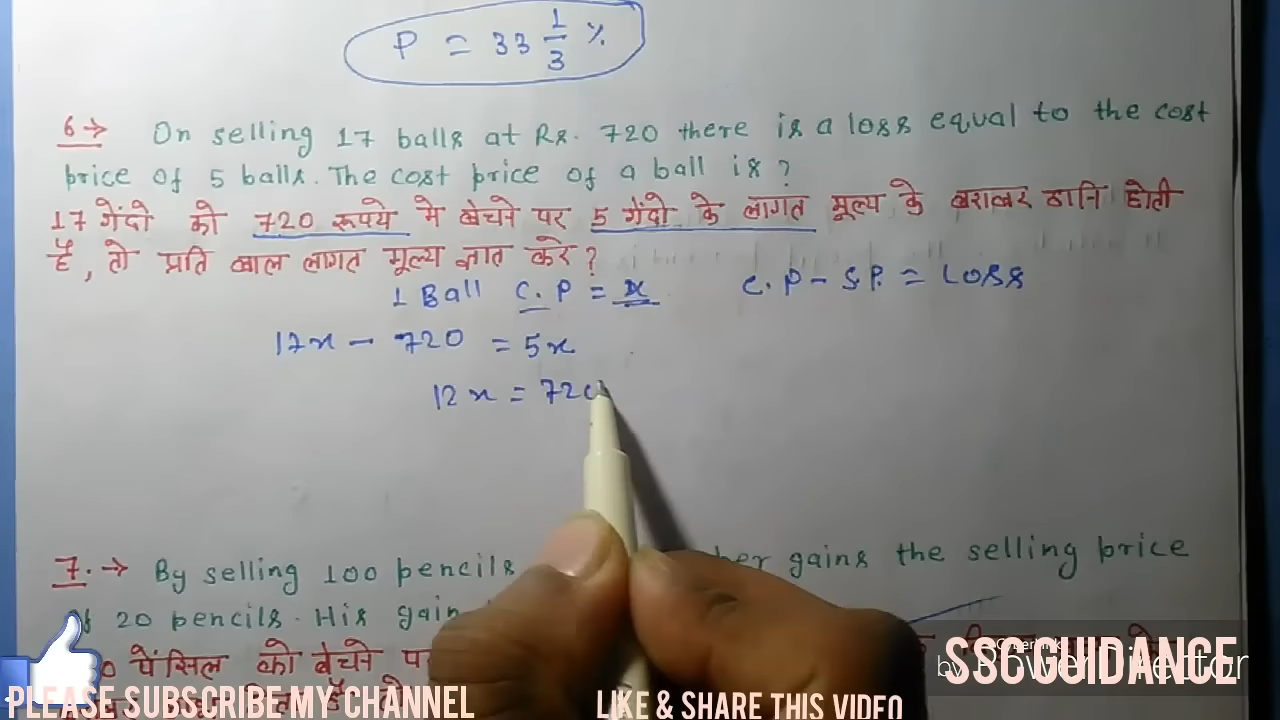 P = 33 1/3 %
6→ On selling 17 balls at Rs. 720 there is a loss equal to the cost
price of 5 balls. The cost price of a ball is?
17 गेंदो को 720 रूपये मे बेचने पर 5 गेंदो के लागत मूल्य के बराबर हानि होती
है, तो प्रति बाल लागत मूल्य ज्ञात करे?
1 Ball C.P = x C.P - S.P. = Loss
17x - 720 = 5x
12x = 720
7.→ By selling 100 pencils gains the selling price
of 20 pencils. His gain
पेंसिल को बेचने
SSCGUIDANCE
by PowerDirector
PLEASE SUBSCRIBE MY CHANNEL LIKE & SHARE THIS VIDEO